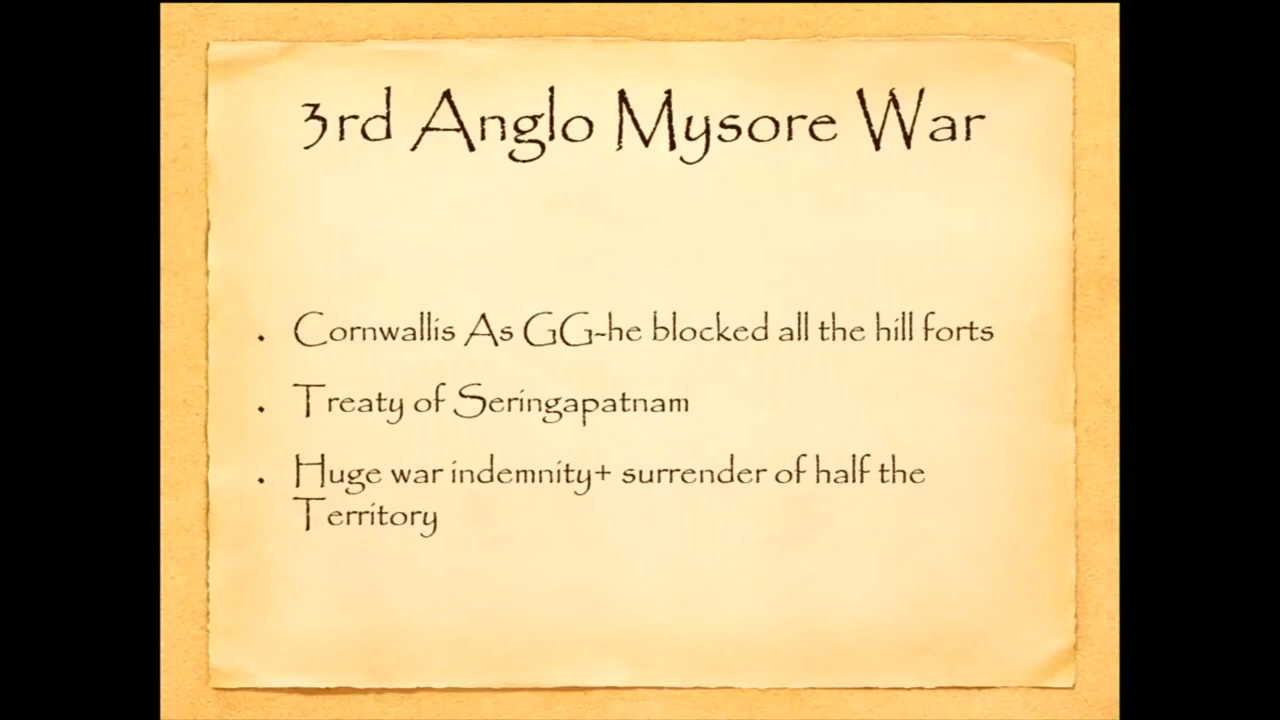 3rd Anglo Mysore War
. Cornwallis As GG-he blocked all the hill forts
. Treaty of Seringapatnam
. Huge war indemnity+ surrender of half the
Territory